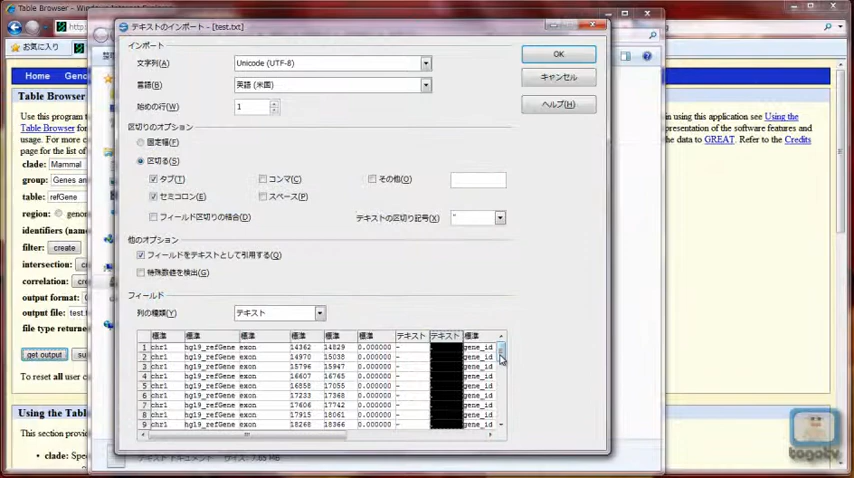 Table Browser
お気に入り
Home
Table Browser
Use this program t
Table Browser for
usage. For more c
page for the list of
clade: Mammal
group: Genes an
table: refGene
region: genon
identifiers (nam
filter: create
intersection:
correlation:
output format:
output file: test.t
file type return
get output
To reset all user
Using the Tabl
This section provid
テキストのインポート - [test.txt]
インポート
文字列(A) Unicode (UTF-8)
言語(B) 英語 (米国)
始めの行(W) 1
OK
キャンセル
ヘルプ(H)
区切りのオプション
固定幅(F)
区切る(S)
タブ(T) コンマ(C) その他(O)
セミコロン(E) スペース(P)
フィールド区切りの結合(D) テキストの区切り記号(X) "
他のオプション
フィールドをテキストとして引用する(Q)
特殊数値を検出(G)
フィールド
列の種類(Y) テキスト
標準 標準 標準 標準 標準 標準 テキスト テキスト 標準
1 chr1 hg19_refGene exon 14362 14829 0.000000 - gene_id
2 chr1 hg19_refGene exon 14970 15038 0.000000 - gene_id
3 chr1 hg19_refGene exon 15796 15947 0.000000 - gene_id
4 chr1 hg19_refGene exon 16607 16765 0.000000 - gene_id
5 chr1 hg19_refGene exon 16858 17055 0.000000 - gene_id
6 chr1 hg19_refGene exon 17233 17368 0.000000 - gene_id
7 chr1 hg19_refGene exon 17606 17742 0.000000 - gene_id
8 chr1 hg19_refGene exon 17915 18061 0.000000 - gene_id
9 chr1 hg19_refGene exon 18268 18366 0.000000 - gene_id
テキスト ドキュメント サイズ: 7.65 MB
in using this application see Using the
presentation of the software features and
the data to GREAT. Refer to the Credits
togotv